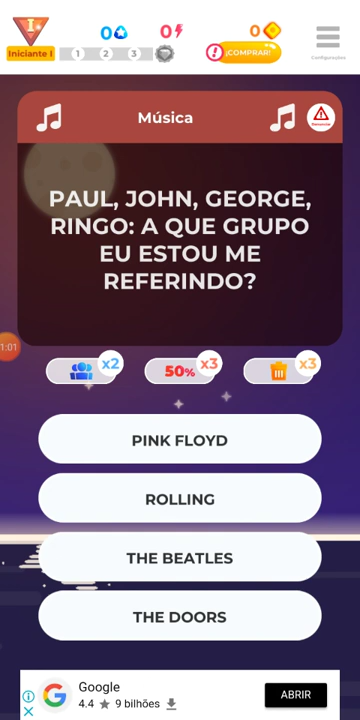 I
Iniciante I
0
0
0
1
2
3
¡COMPRAR!
Configurações
Música
Denunciar
PAUL, JOHN, GEORGE,
RINGO: A QUE GRUPO
EU ESTOU ME
REFERINDO?
1:01
x2
50%
x3
x3
PINK FLOYD
ROLLING
THE BEATLES
THE DOORS
Google
4.4 ★ 9 bilhões
ABRIR